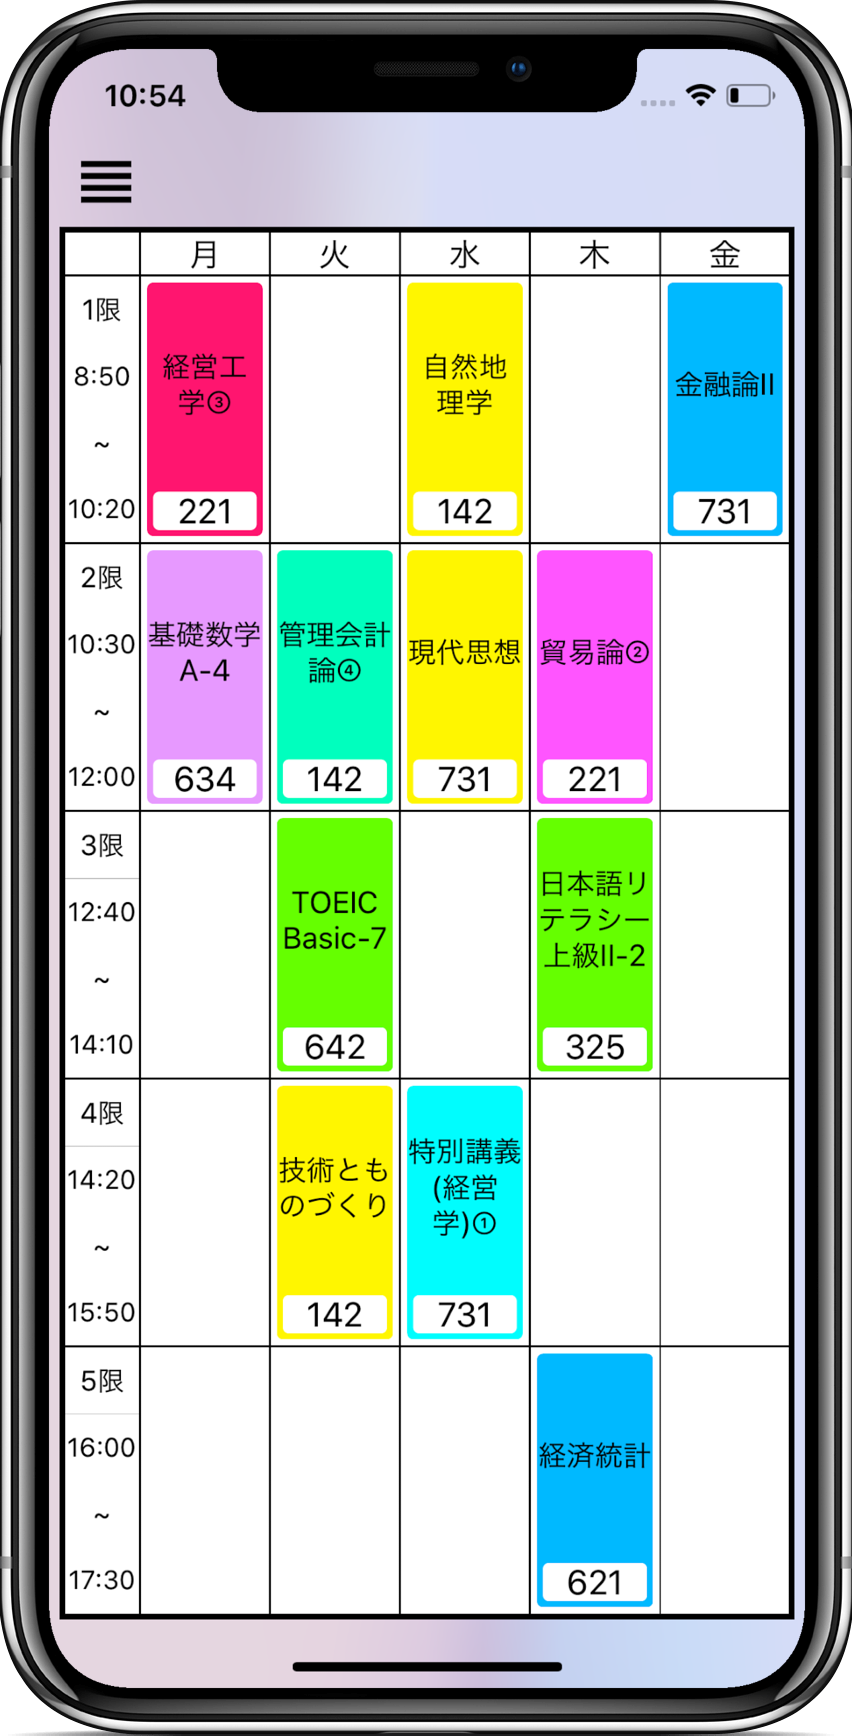 10:54
月 火 水 木 金
1限
8:50
~
10:20
経営工
学③
221
自然地
理学
142
金融論II
731
2限
10:30
~
12:00
基礎数学
A-4
634
管理会計
論④
142
現代思想
731
貿易論②
221
3限
12:40
~
14:10
TOEIC
Basic-7
642
日本語リ
テラシー
上級II-2
325
4限
14:20
~
15:50
技術とも
のづくり
142
特別講義
(経営
学)①
731
5限
16:00
~
17:30
経済統計
621